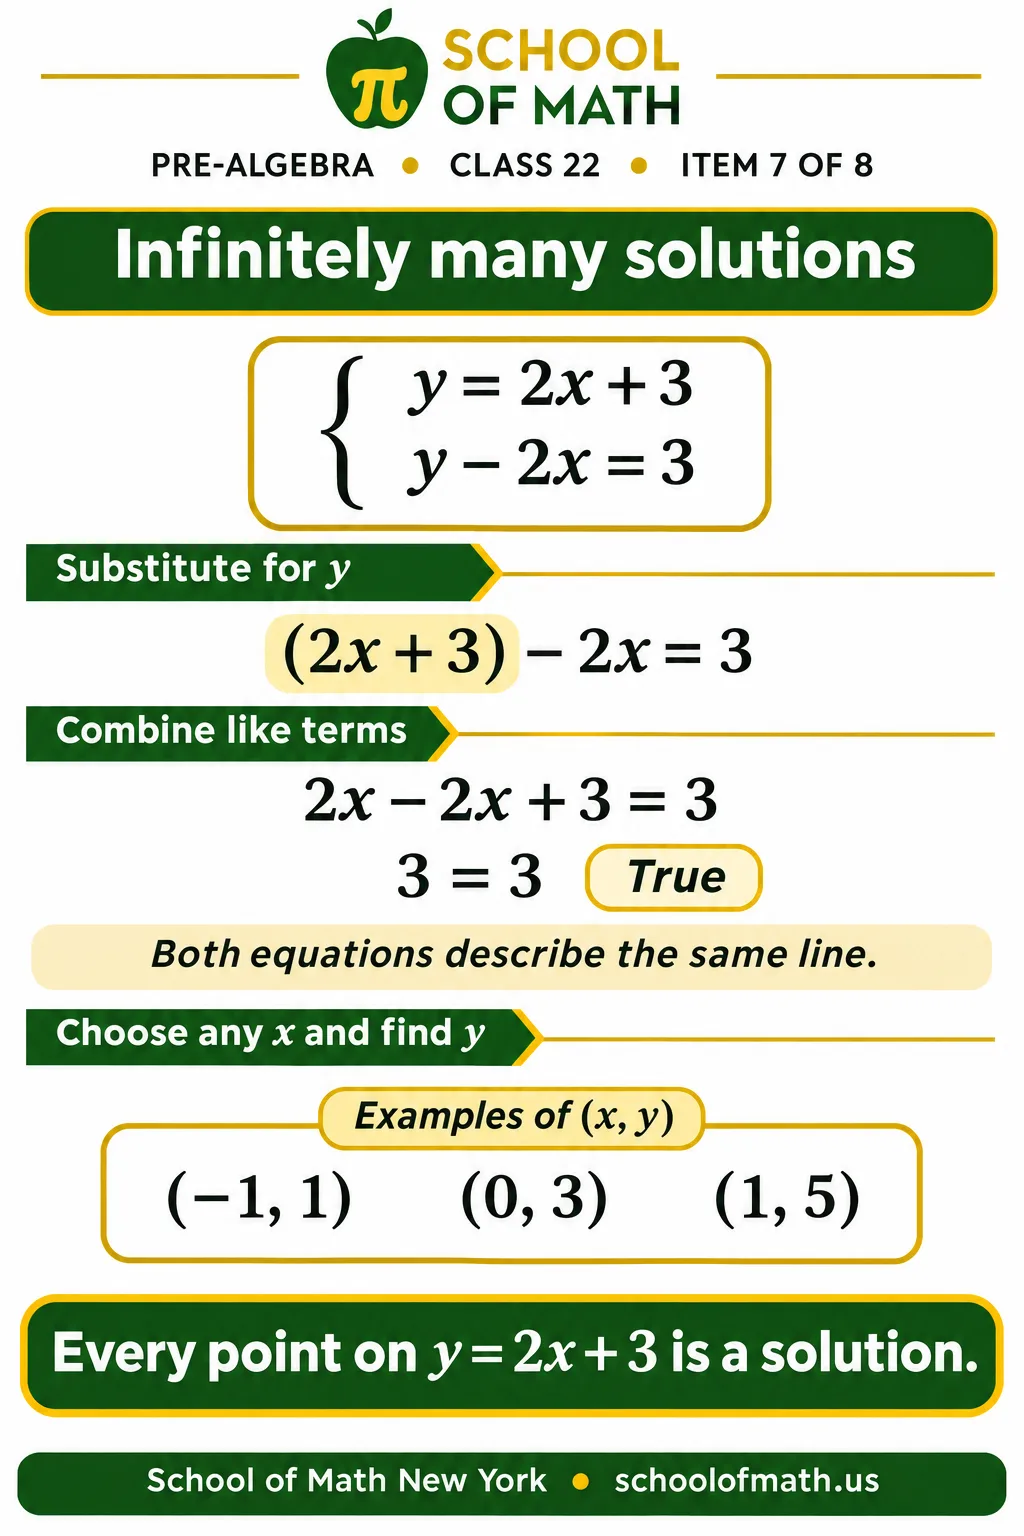 π
SCHOOL
OF MATH
PRE-ALGEBRA • CLASS 22 • ITEM 7 OF 8
Infinitely many solutions
{ y = 2x + 3
y − 2x = 3
Substitute for y
(2x + 3) − 2x = 3
Combine like terms
2x − 2x + 3 = 3
3 = 3 True
Both equations describe the same line.
Choose any x and find y
Examples of (x, y)
(−1, 1) (0, 3) (1, 5)
Every point on y = 2x + 3 is a solution.
School of Math New York • schoolofmath.us